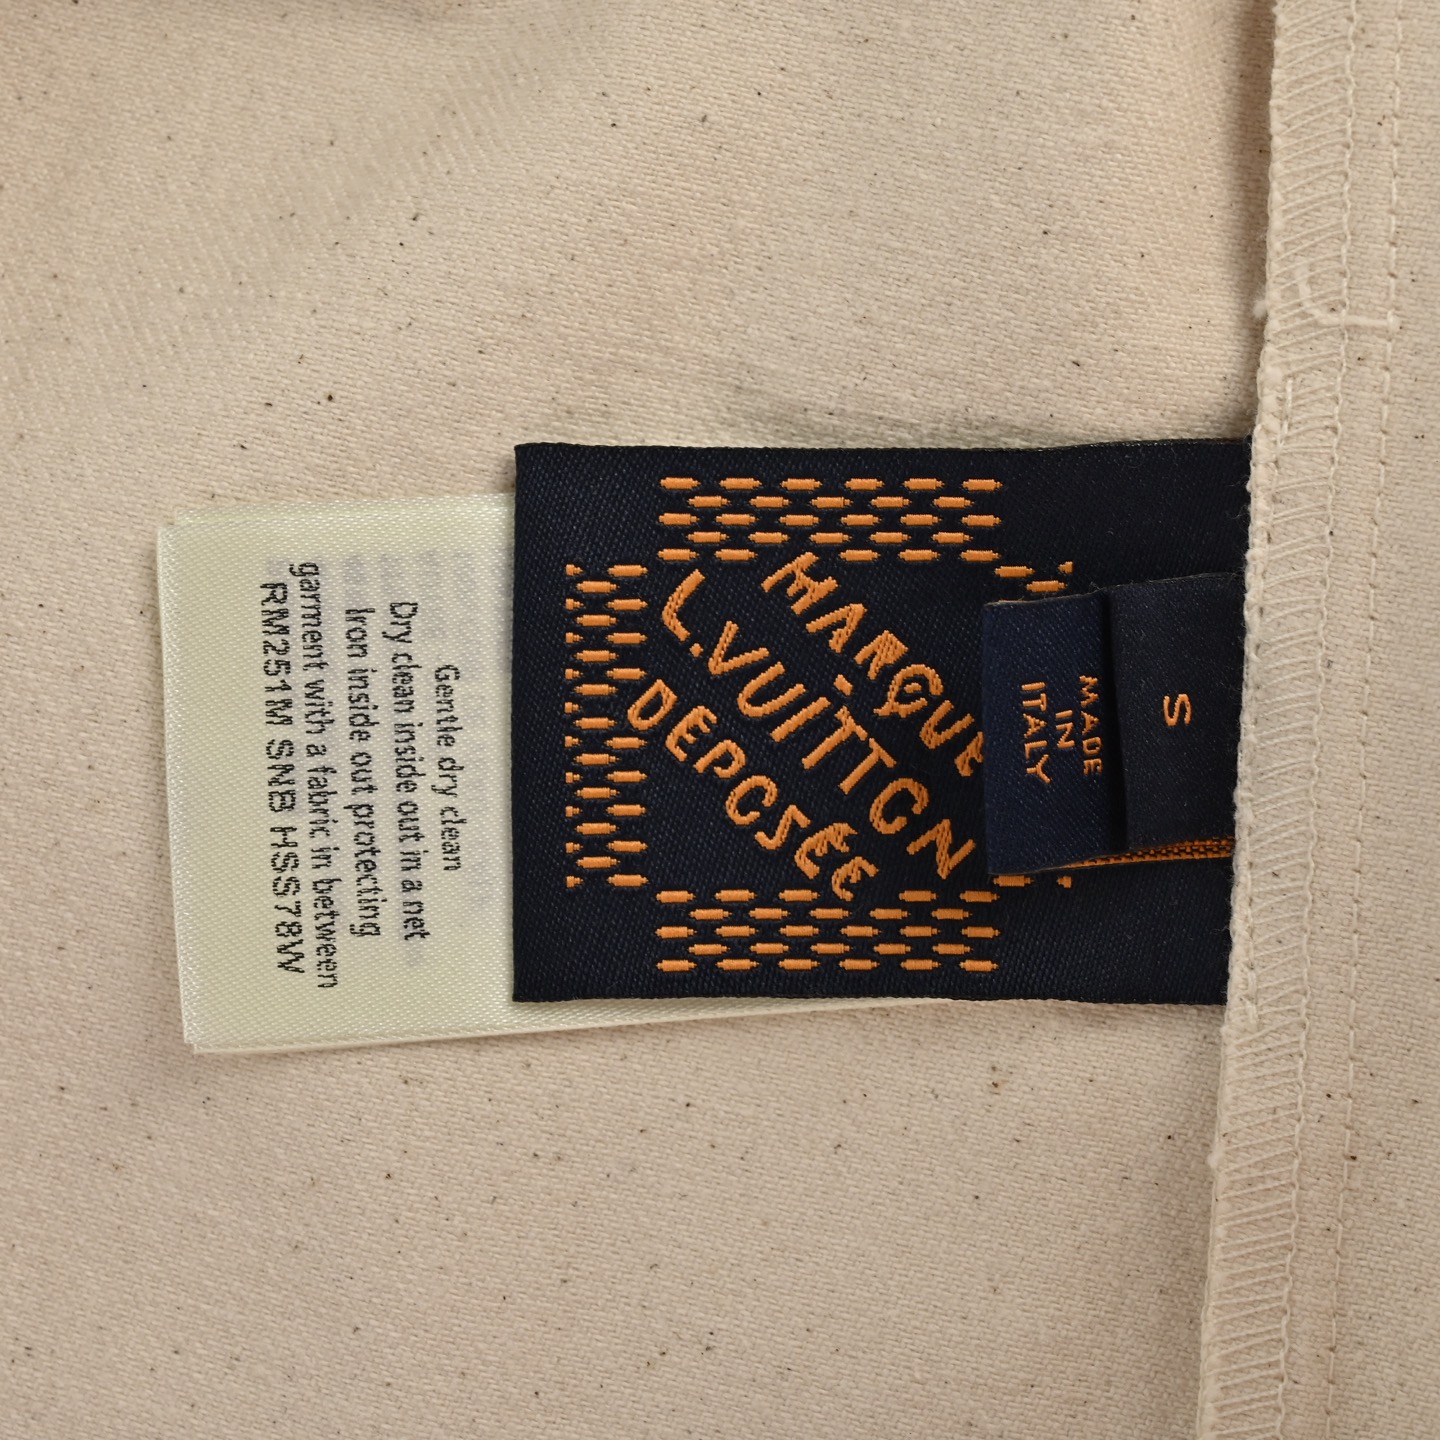 MARQUE
L.VUITTON
DEPOSÉE
MADE
IN
ITALY
S
Gentle dry clean
Dry clean inside out in a net
Iron inside out protecting
garment with a fabric in between
RM251M SNB HSS78W